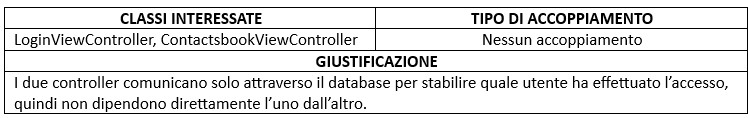 CLASSI INTERESSATE TIPO DI ACCOPPIAMENTO
LoginViewController, ContactsbookViewController Nessun accoppiamento
GIUSTIFICAZIONE
I due controller comunicano solo attraverso il database per stabilire quale utente ha effettuato l’accesso,
quindi non dipendono direttamente l’uno dall’altro.